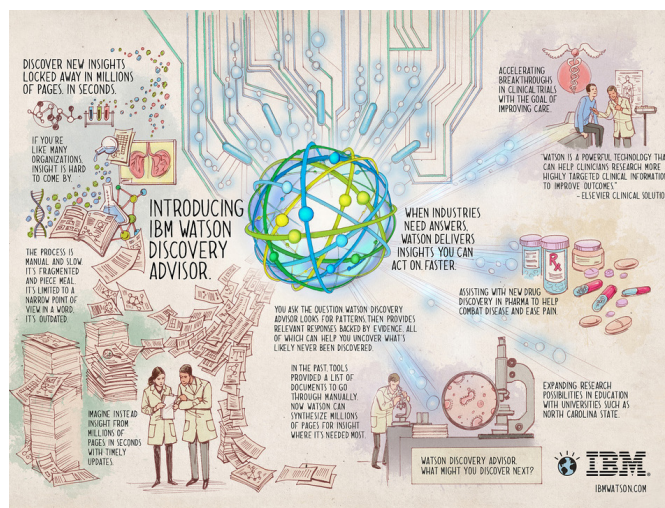 DISCOVER NEW INSIGHTS
LOCKED AWAY IN MILLIONS
OF PAGES. IN SECONDS.
IF YOU'RE
LIKE MANY
ORGANIZATIONS,
INSIGHT IS HARD
TO COME BY.
INTRODUCING
IBM WATSON
DISCOVERY
ADVISOR.
THE PROCESS IS
MANUAL AND SLOW
IT'S FRAGMENTED
AND PIECE MEAL.
IT'S LIMITED TO A
NARROW POINT OF
VIEW IN A WORD,
IT'S OUTDATED.
IMAGINE INSTEAD
INSIGHT FROM
MILLIONS OF
PAGES IN SECONDS
WITH TIMELY
UPDATES.
WHEN INDUSTRIES
NEED ANSWERS,
WATSON DELIVERS
INSIGHTS YOU CAN
ACT ON FASTER.
YOU ASK THE QUESTION WATSON DISCOVERY
ADVISOR LOOKS FOR PATTERNS. THEN PROVIDES
RELEVANT RESPONSES BACKED BY EVIDENCE. ALL
OF WHICH CAN HELP YOU UNCOVER WHAT'S
LIKELY NEVER BEEN DISCOVERED.
IN THE PAST, TOOLS
PROVIDED A LIST OF
DOCUMENTS TO GO
THROUGH MANUALLY.
NOW WATSON CAN
- SYNTHESIZE MILLIONS
OF PAGES FOR INSIGHT
WHERE IT'S NEEDED MOST.
ACCELERATING
BREAKTHROUGHS
IN CLINICAL TRIALS
WITH THE GOAL OF
IMPROVING CARE.
"WATSON IS A POWERFUL TECHNOLOGY THA
CAN HELP CLINICIANS RESEARCH MORE
HIGHLY TARGETED CLINICAL INFORMATION
TO IMPROVE OUTCOMES."
- ELSEVIER CLINICAL SOLUTIO
Rx
ASSISTING WITH NEW DRUG
DISCOVERY IN PHARMA TO HELP
COMBAT DISEASE AND EASE PAIN.
EXPANDING RESEARCH
POSSIBILITIES IN EDUCATION
WITH UNIVERSITIES SUCH AS
NORTH CAROLINA STATE.
WATSON DISCOVERY ADVISOR.
WHAT MIGHT YOU DISCOVER NEXT?
IBM
IBMWATSON.COM